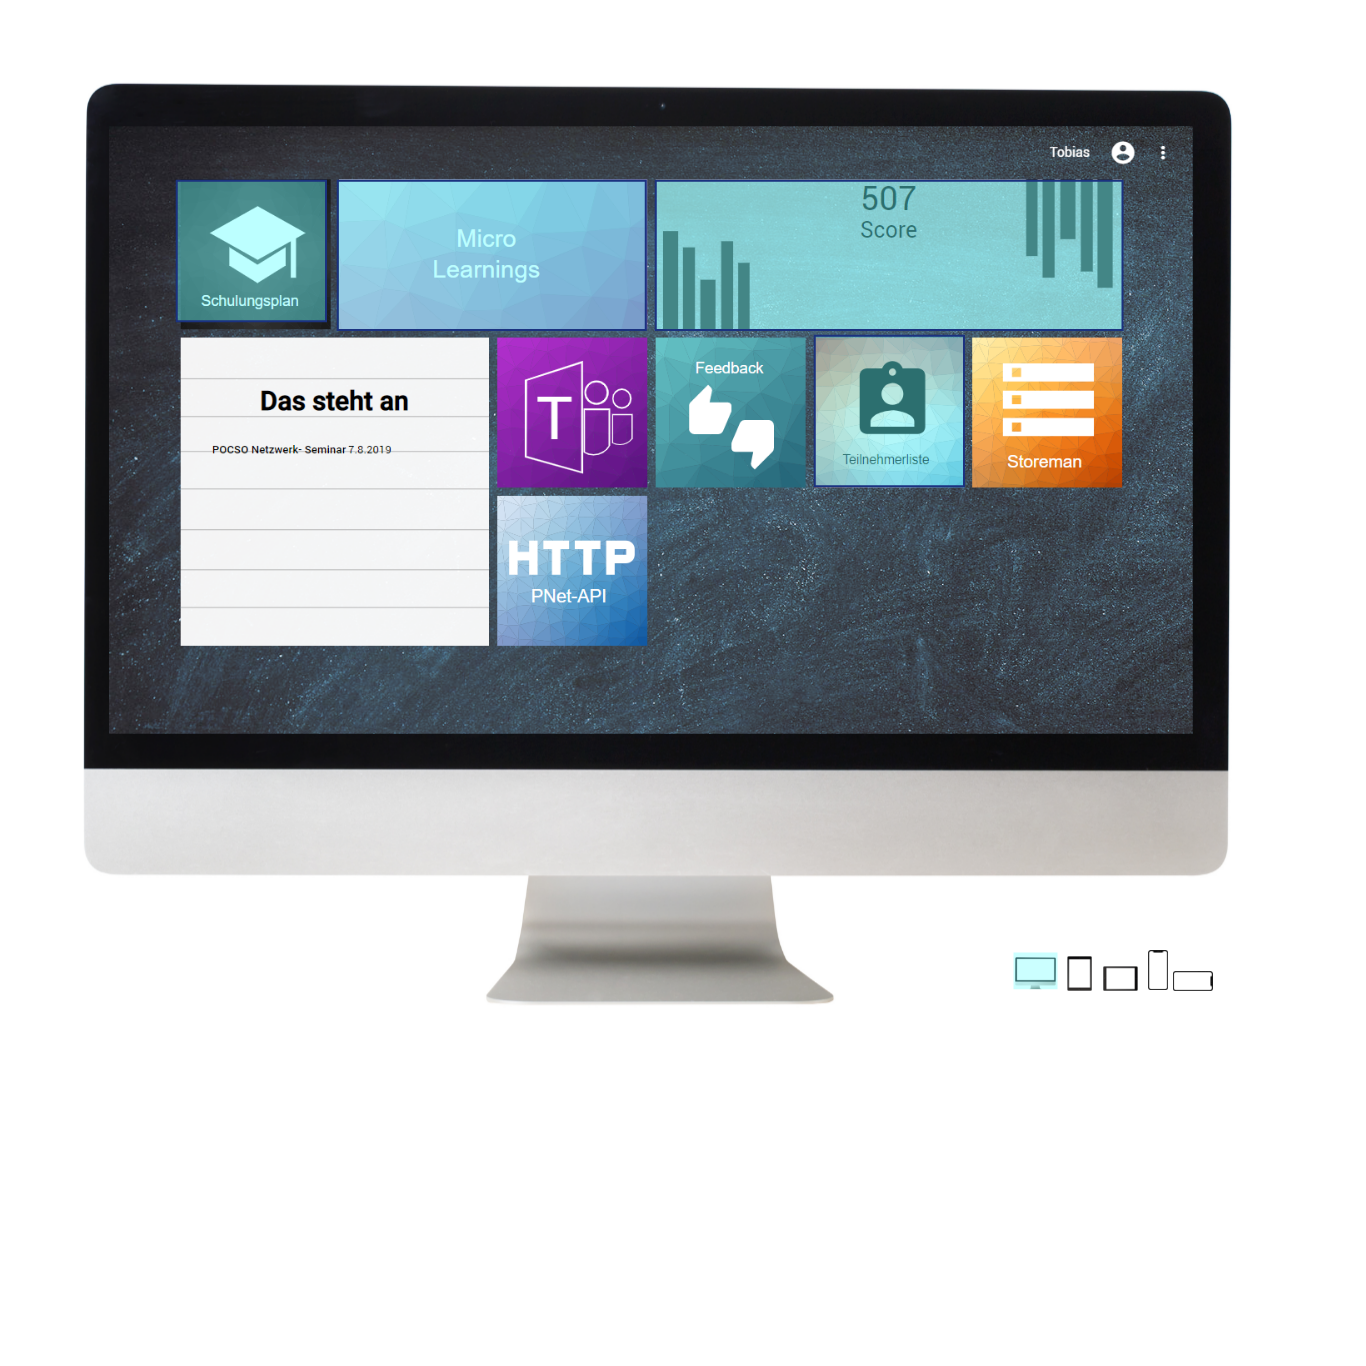 Tobias
Schulungsplan
Micro
Learnings
507
Score
Das steht an
POCSO Netzwerk- Seminar 7.8.2019
T
Feedback
Teilnehmerliste
Storeman
HTTP
PNet-API